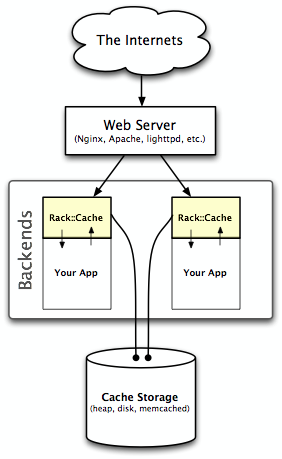 The Internets
Web Server
(Nginx, Apache, lighttpd, etc.)
Backends
Rack::Cache
Rack::Cache
Your App
Your App
Cache Storage
(heap, disk, memcached)